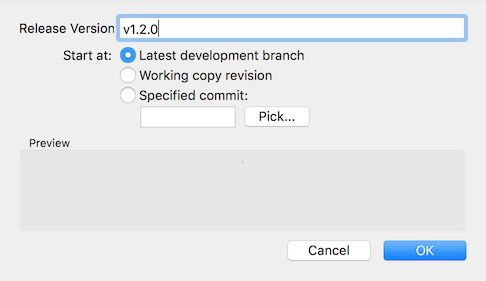 Release Version v1.2.0
Start at: Latest development branch
Working copy revision
Specified commit:
Pick...
Preview
Cancel OK